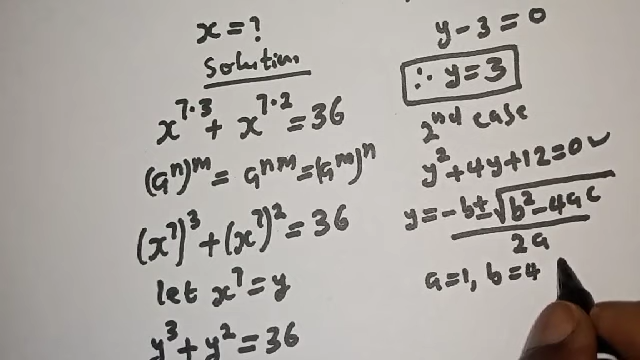 x = ?
Solution
x^{7·3} + x^{7·2} = 36
(a^n)^m = a^{nm} = (a^m)^n
(x^7)^3 + (x^7)^2 = 36
let x^7 = y
y^3 + y^2 = 36
y - 3 = 0
∴ y = 3
2nd case
y^2 + 4y + 12 = 0 ✓
y = -b ± √(b^2 - 4ac) / 2a
a = 1, b = 4